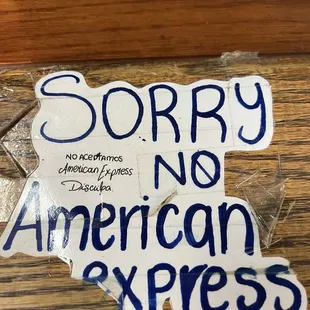 SORRY
NO ACEPTAMOS
American Express
Disculpa
NO
American
express